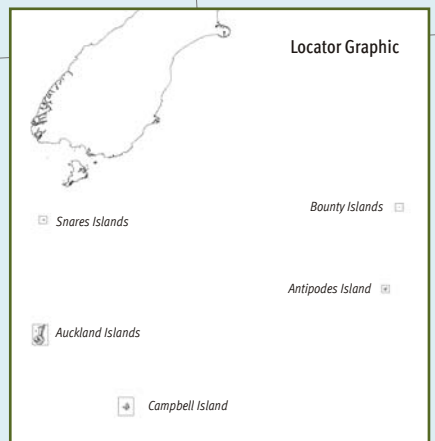 Locator Graphic
Bounty Islands
Snares Islands
Antipodes Island
Auckland Islands
Campbell Island